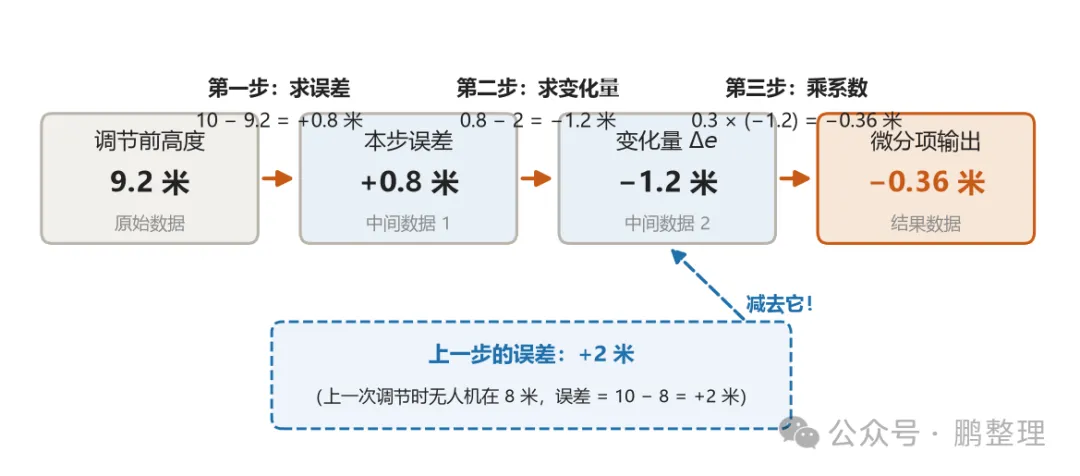 第一步：求误差
10 − 9.2 = +0.8 米
第二步：求变化量
0.8 − 2 = −1.2 米
第三步：乘系数
0.3 × (−1.2) = −0.36 米
调节前高度
9.2 米
原始数据
本步误差
+0.8 米
中间数据 1
变化量 Δe
−1.2 米
中间数据 2
微分项输出
−0.36 米
结果数据
减去它！
上一步的误差：+2 米
（上一次调节时无人机在 8 米，误差 = 10 − 8 = +2 米）
公众号 · 鹏整理